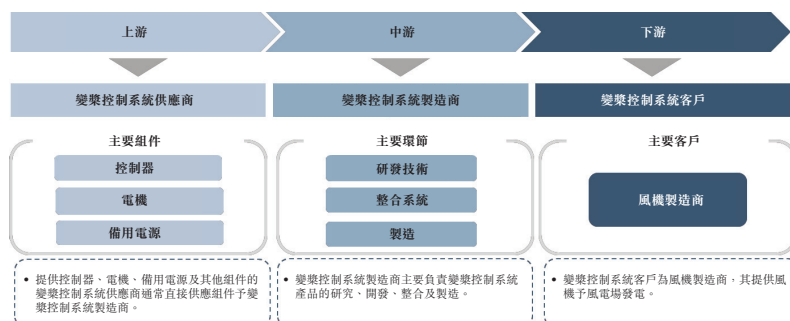 上游
中游
下游
變槳控制系統供應商
變槳控制系統製造商
變槳控制系統客戶
主要組件
控制器
電機
備用電源
主要環節
研發技術
整合系統
製造
主要客戶
風機製造商
• 提供控制器、電機、備用電源及其他組件的
變槳控制系統供應商通常直接供應組件予變
槳控制系統製造商。
• 變槳控制系統製造商主要負責變槳控制系統
產品的研究、開發、整合及製造。
• 變槳控制系統客戶為風機製造商，其提供風
機予風電場發電。